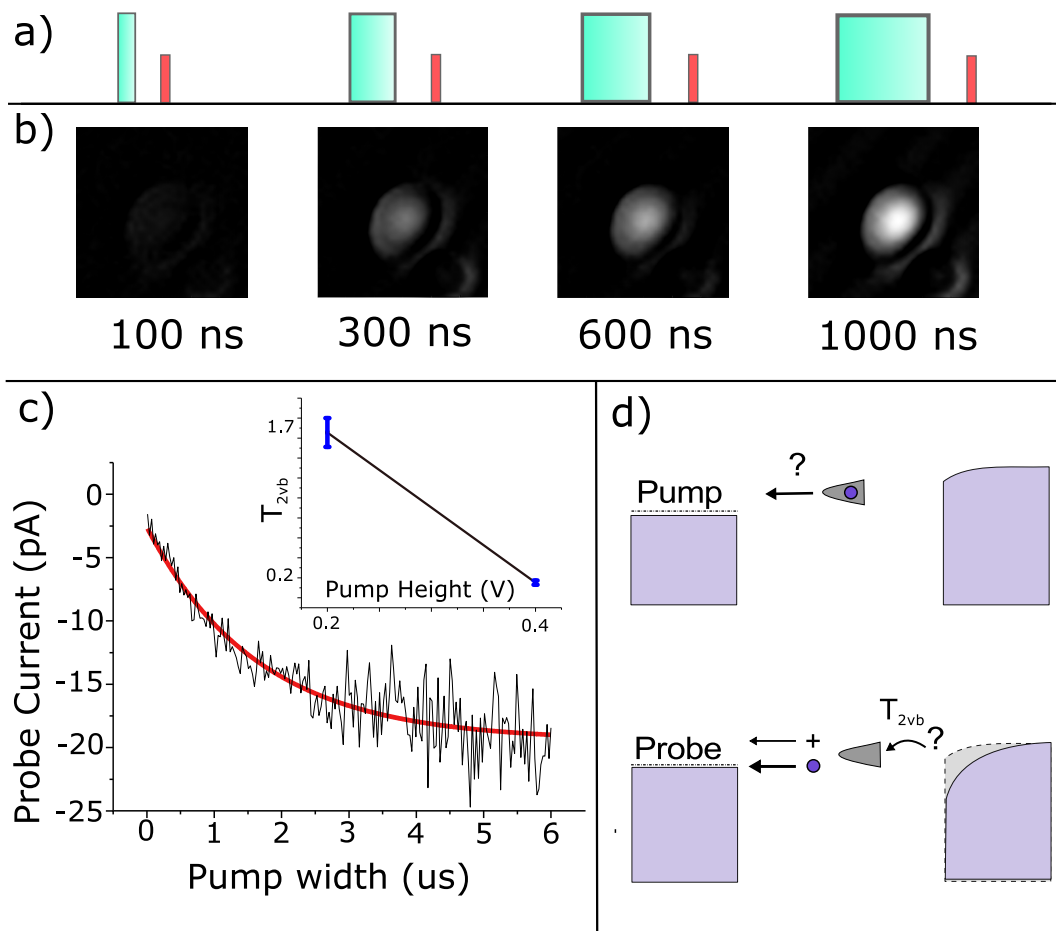 a)
b)
100 ns
300 ns
600 ns
1000 ns
c)
d)
1.7
T2vb
0.2
Pump Height (V)
0.2
0.4
0
-5
-10
-15
-20
-25
Probe Current (pA)
0 1 2 3 4 5 6
Pump width (us)
?
Pump
T2vb
?
+
Probe